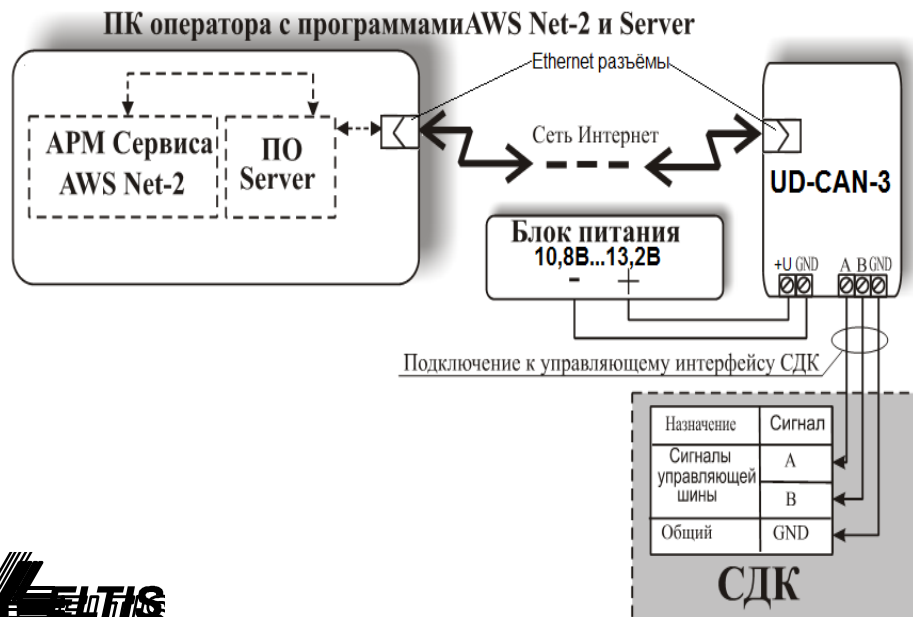 ПК оператора с программамиAWS Net-2 и Server
Ethernet разъёмы
АРМ Сервиса
AWS Net-2
ПО
Server
Сеть Интернет
UD-CAN-3
Блок питания
10,8В...13,2В
- +
+U GND A B GND
Подключение к управляющему интерфейсу СДК
Назначение Сигнал
Сигналы
управляющей
шины
A
B
Общий GND
СДК
ELTIS